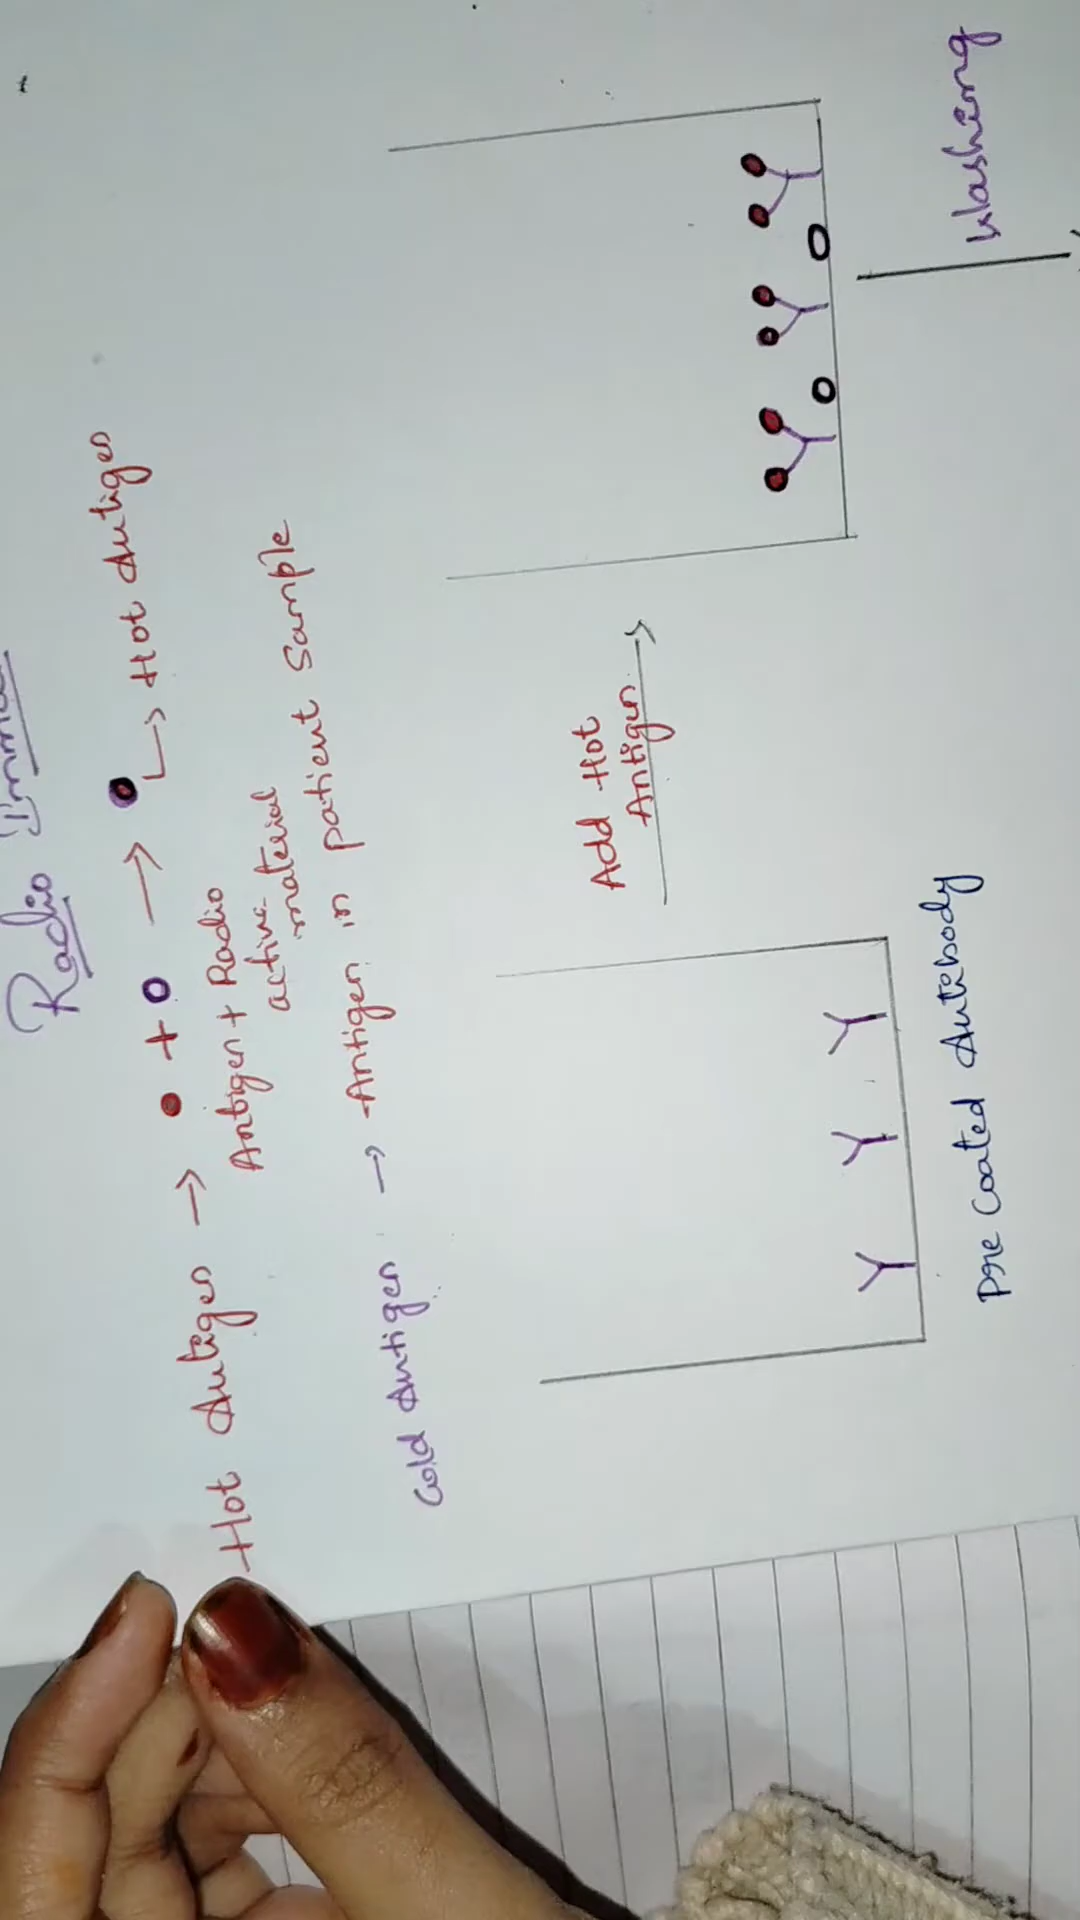 Radio
Hot Antigen → ● + o → ● ↳ Hot Antigen
Antigen + Radio
active
material
Cold Antigen → Antigen in patient Sample
Add Hot
Antigen
Pre Coated Antibody
Washing